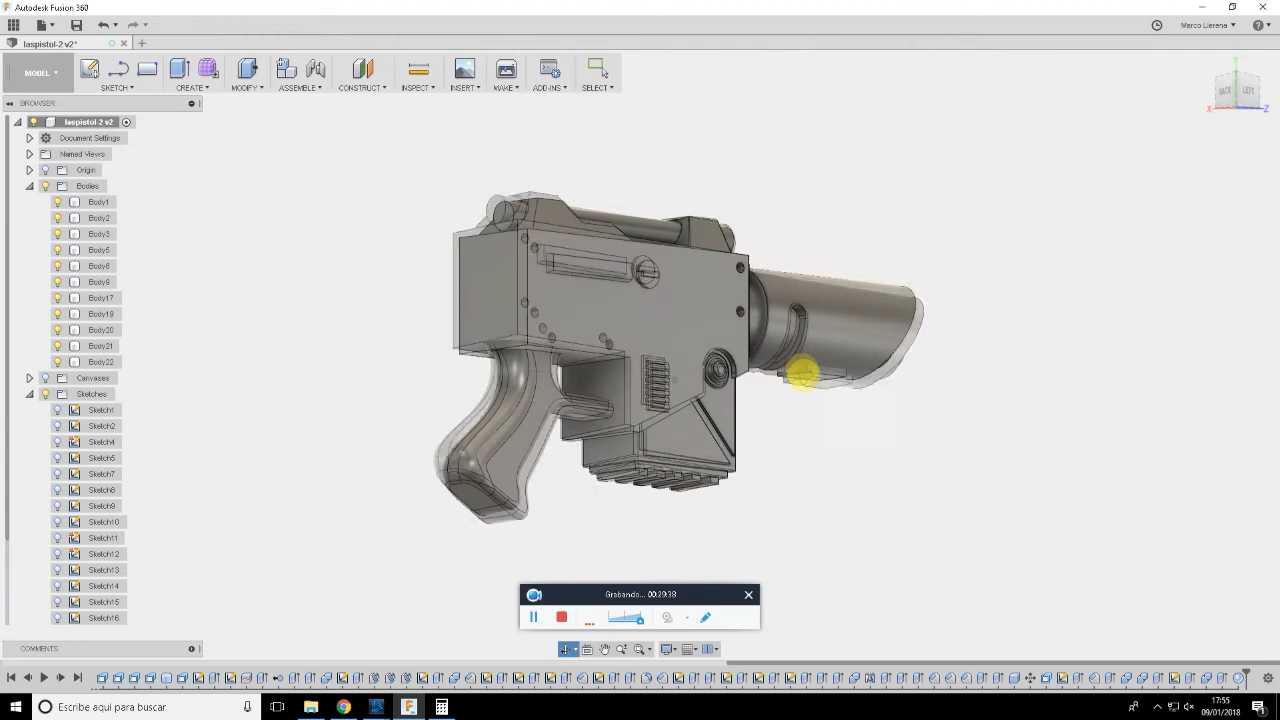 Autodesk Fusion 360
Marco Llerena
laspistol-2 v2*
MODEL
SKETCH
CREATE
MODIFY
ASSEMBLE
CONSTRUCT
INSPECT
INSERT
MAKE
ADD-INS
SELECT
BACK
LEFT
X
Z
BROWSER
laspistol-2 v2
Document Settings
Named Views
Origin
Bodies
Body1
Body2
Body3
Body5
Body8
Body9
Body17
Body19
Body20
Body21
Body22
Canvases
Sketches
Sketch1
Sketch2
Sketch4
Sketch5
Sketch7
Sketch8
Sketch9
Sketch10
Sketch11
Sketch12
Sketch13
Sketch14
Sketch15
Sketch16
Grabando... 00:29:38
COMMENTS
Escribe aquí para buscar
17:55
09/01/2018